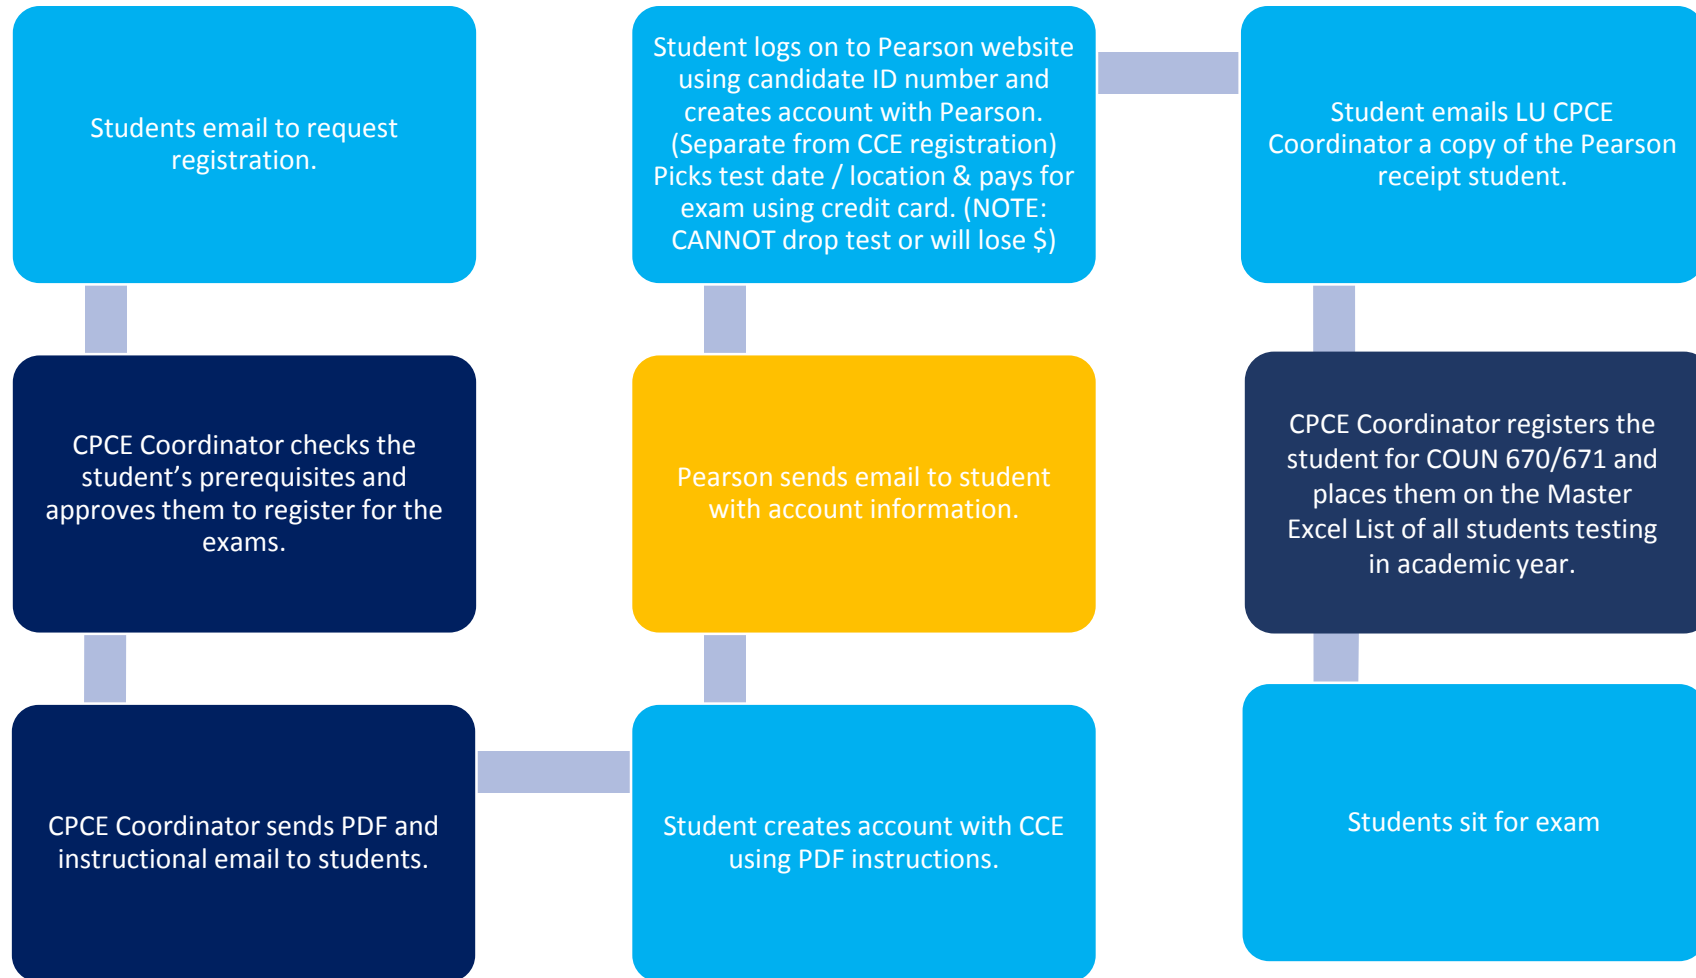 Students email to request
registration.
CPCE Coordinator checks the
student’s prerequisites and
approves them to register for the
exams.
CPCE Coordinator sends PDF and
instructional email to students.
Student creates account with CCE
using PDF instructions.
Pearson sends email to student
with account information.
Student logs on to Pearson website
using candidate ID number and
creates account with Pearson.
(Separate from CCE registration)
Picks test date / location & pays for
exam using credit card. (NOTE:
CANNOT drop test or will lose $)
Student emails LU CPCE
Coordinator a copy of the Pearson
receipt student.
CPCE Coordinator registers the
student for COUN 670/671 and
places them on the Master
Excel List of all students testing
in academic year.
Students sit for exam